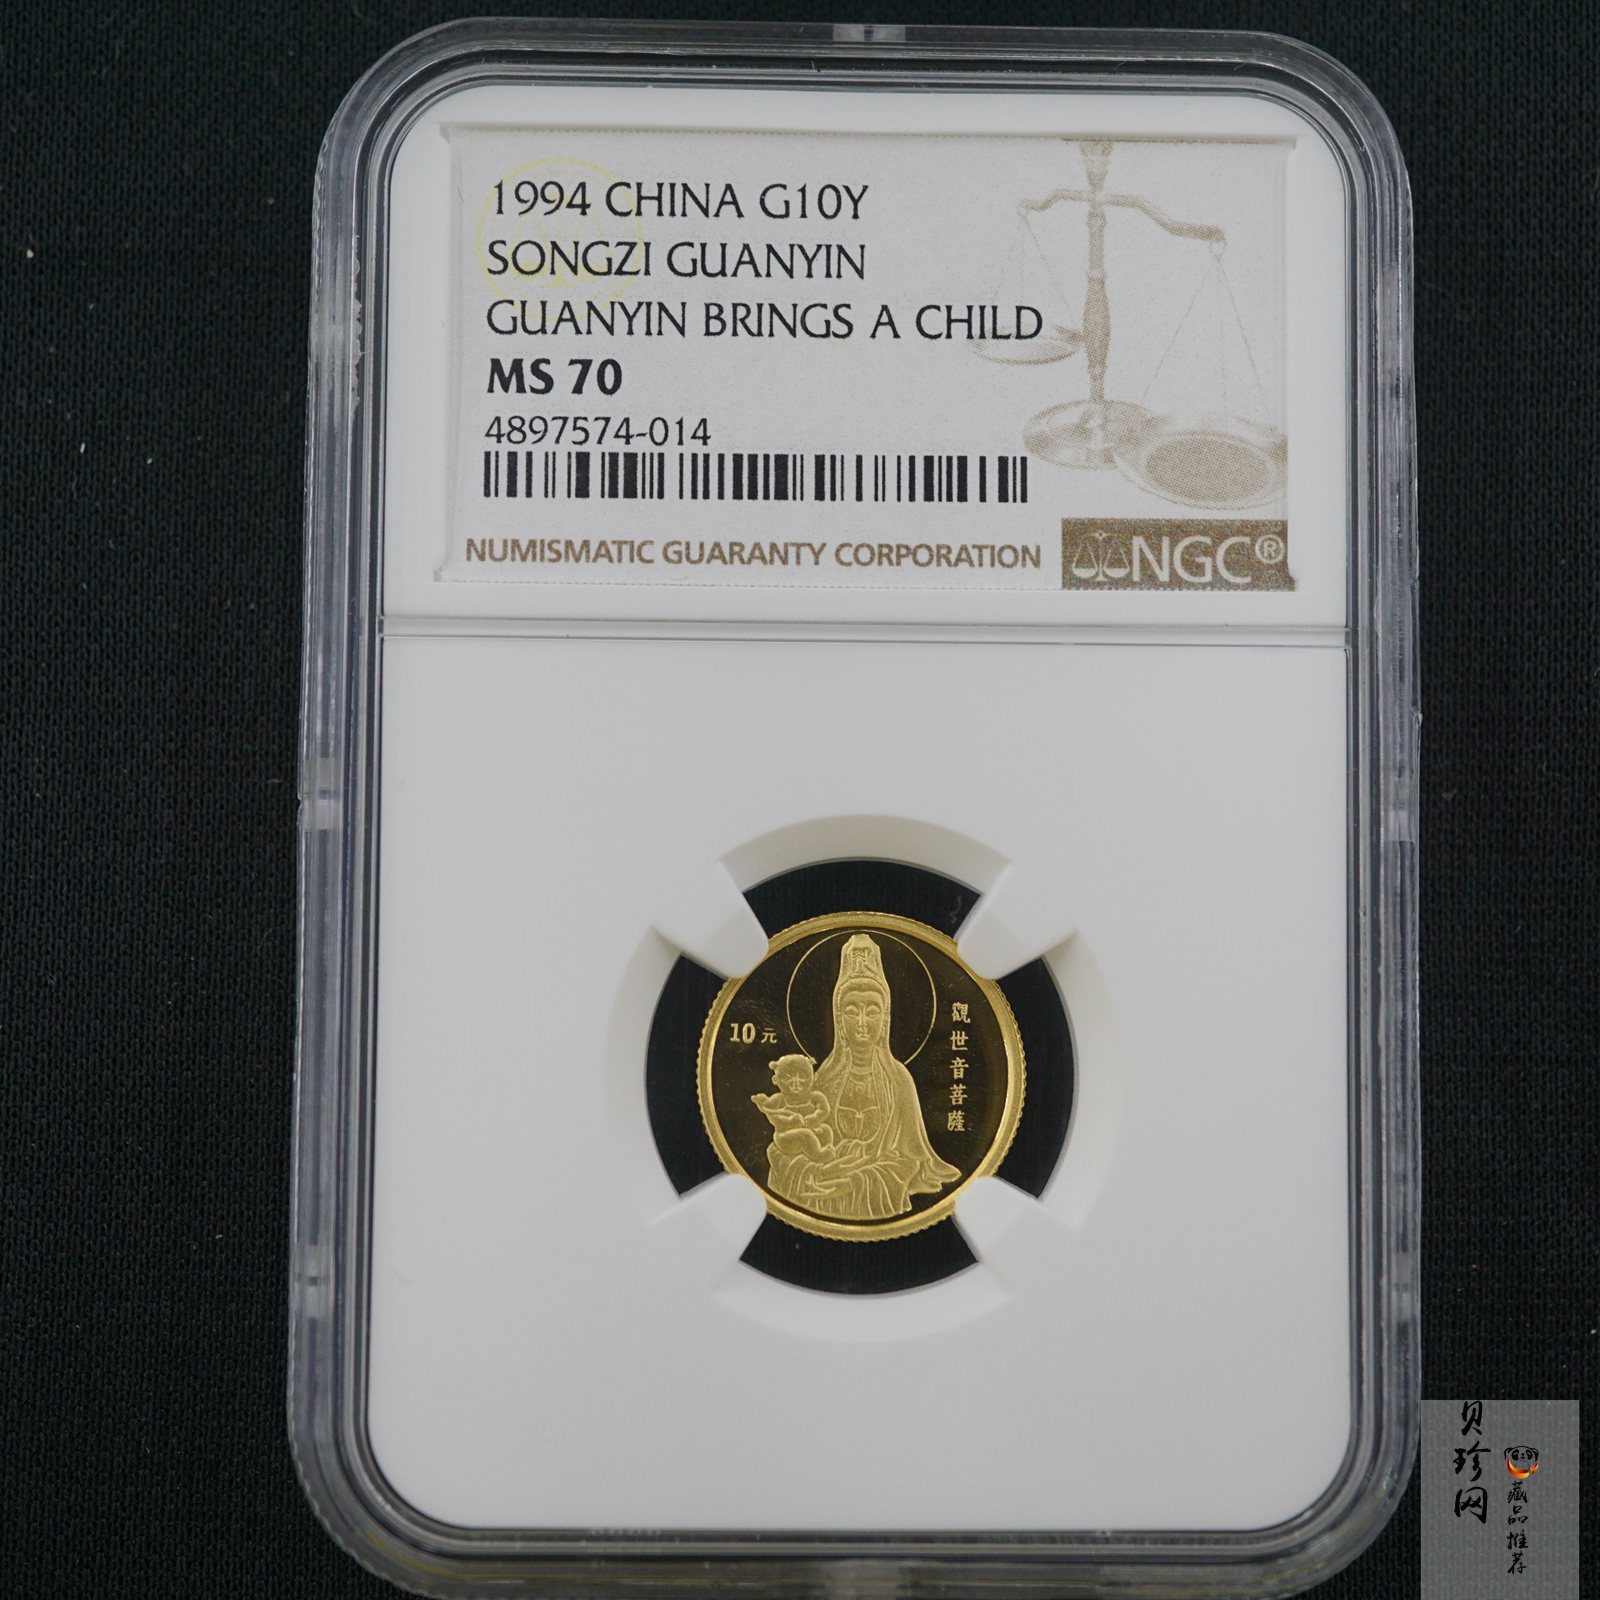 1994 CHINA G10Y
SONGZI GUANYIN
GUANYIN BRINGS A CHILD
MS 70
4897574-014
NUMISMATIC GUARANTY CORPORATION
NGC®
10元
觀世音菩薩
贝珍网
藏品推荐